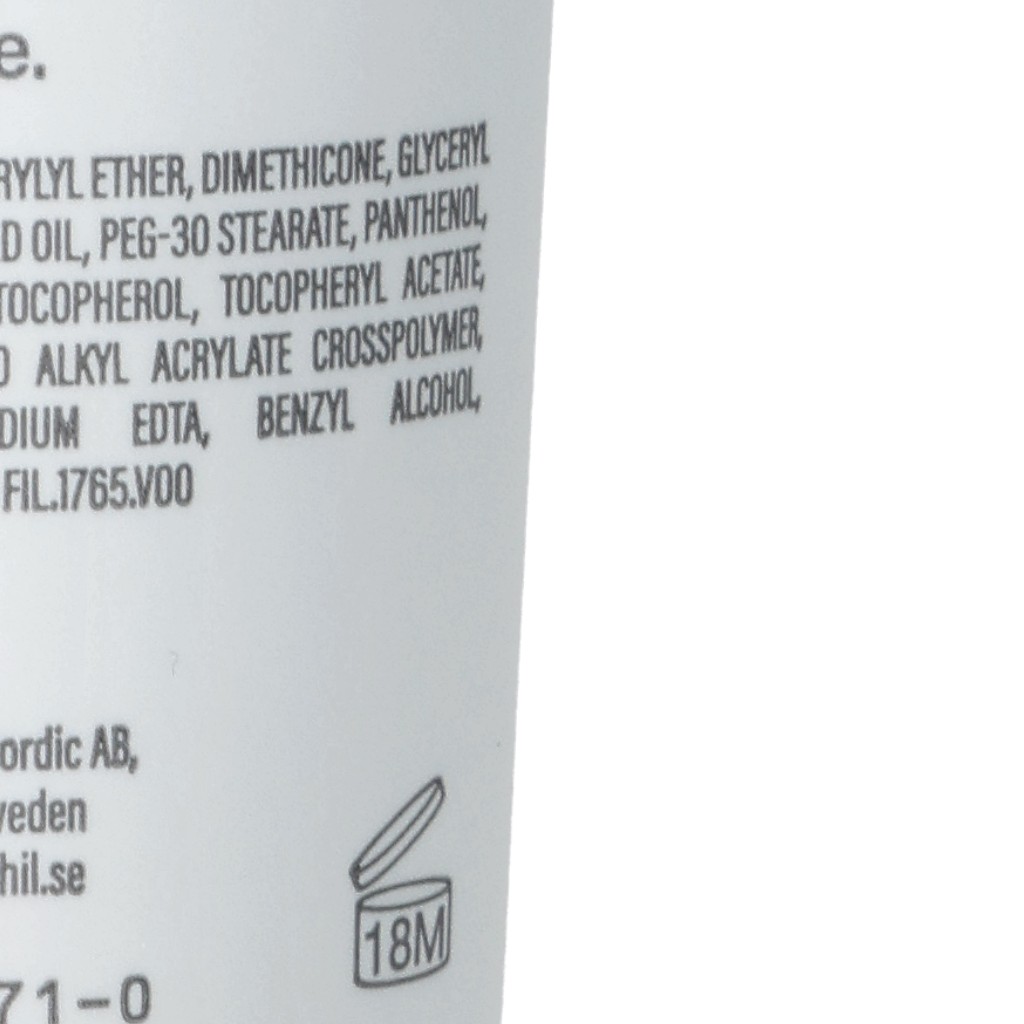 e.
RYLYL ETHER, DIMETHICONE, GLYCERYL
D OIL, PEG-30 STEARATE, PANTHENOL,
TOCOPHEROL, TOCOPHERYL ACETATE,
ALKYL ACRYLATE CROSSPOLYMER,
DIUM EDTA, BENZYL ALCOHOL,
FIL.1765.V00
ordic AB,
veden
hil.se
18M
71-0